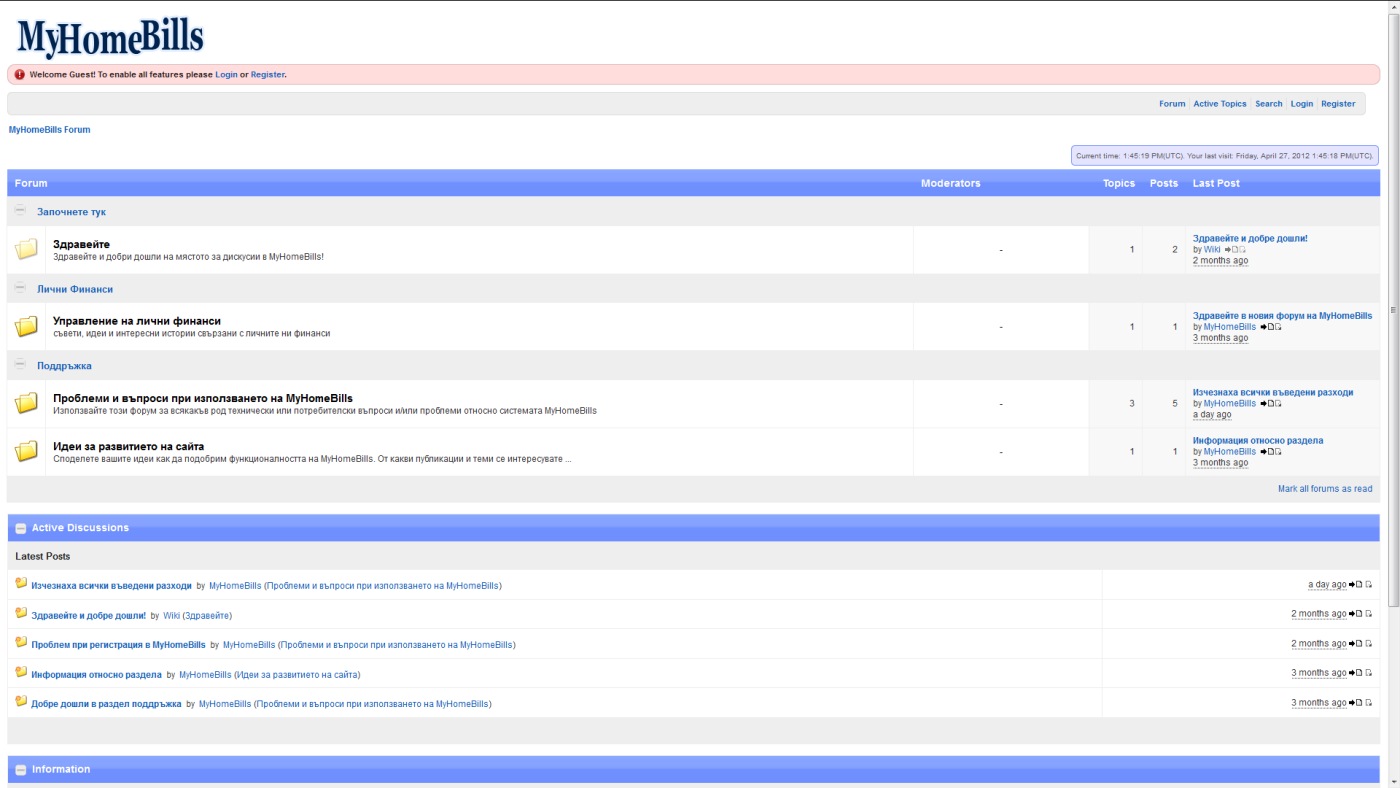 MyHomeBills
Welcome Guest! To enable all features please Login or Register.
Forum Active Topics Search Login Register
MyHomeBills Forum
Current time: 1:45:19 PM(UTC). Your last visit: Friday, April 27, 2012 1:45:18 PM(UTC).
Forum Moderators Topics Posts Last Post
Започнете тук
Здравейте
Здравейте и добри дошли на мястото за дискусии в MyHomeBills!
- 1 2
Здравейте и добре дошли!
by Wiki
2 months ago
Лични Финанси
Управление на лични финанси
съвети, идеи и интересни истории свързани с личните ни финанси
- 1 1
Здравейте в новия форум на MyHomeBills
by MyHomeBills
3 months ago
Поддръжка
Проблеми и въпроси при използването на MyHomeBills
Използвайте този форум за всякакъв род технически или потребителски въпроси и/или проблеми относно системата MyHomeBills
- 3 5
Изчезнаха всички въведени разходи
by MyHomeBills
a day ago
Идеи за развитието на сайта
Споделете вашите идеи как да подобрим функционалността на MyHomeBills. От какви публикации и теми се интересувате ...
- 1 1
Информация относно раздела
by MyHomeBills
3 months ago
Mark all forums as read
Active Discussions
Latest Posts
Изчезнаха всички въведени разходи by MyHomeBills (Проблеми и въпроси при използването на MyHomeBills) a day ago
Здравейте и добре дошли! by Wiki (Здравейте) 2 months ago
Проблем при регистрация в MyHomeBills by MyHomeBills (Проблеми и въпроси при използването на MyHomeBills) 2 months ago
Информация относно раздела by MyHomeBills (Идеи за развитието на сайта) 3 months ago
Добре дошли в раздел поддръжка by MyHomeBills (Проблеми и въпроси при използването на MyHomeBills) 3 months ago
Information